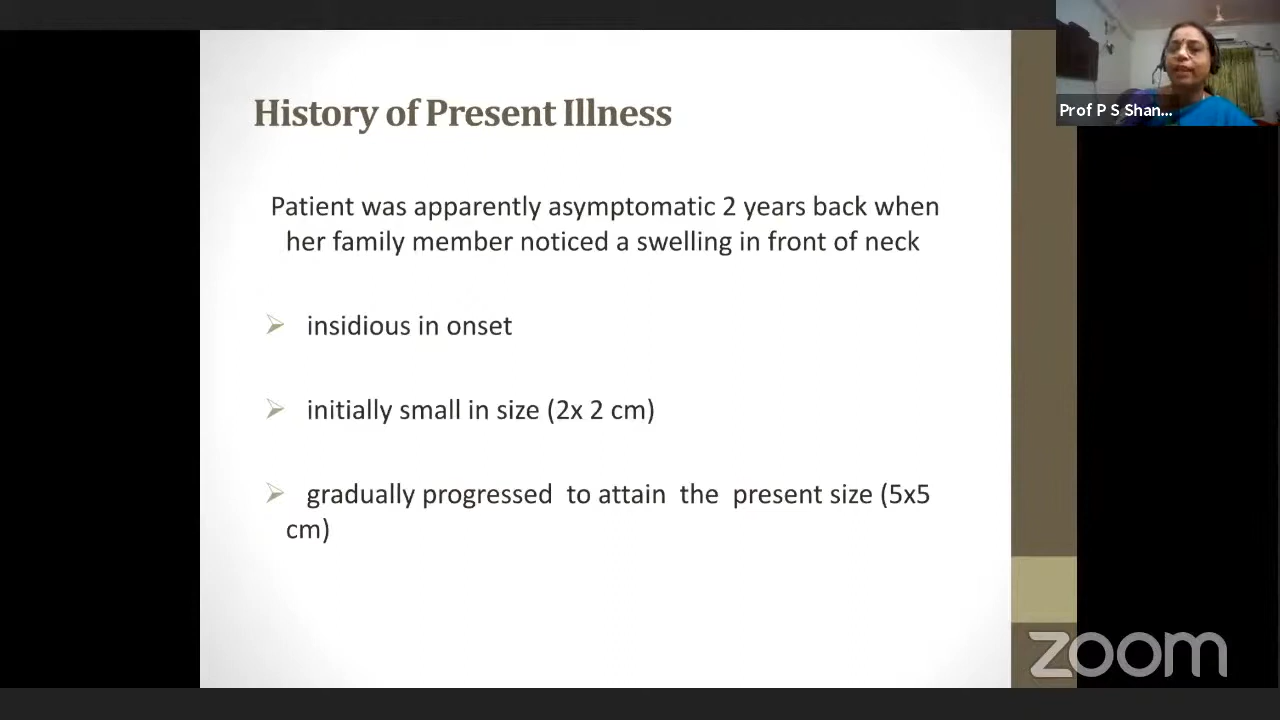 History of Present Illness
Prof P S Shan...
Patient was apparently asymptomatic 2 years back when
her family member noticed a swelling in front of neck
insidious in onset
initially small in size (2x 2 cm)
gradually progressed to attain the present size (5x5
cm)
zoom